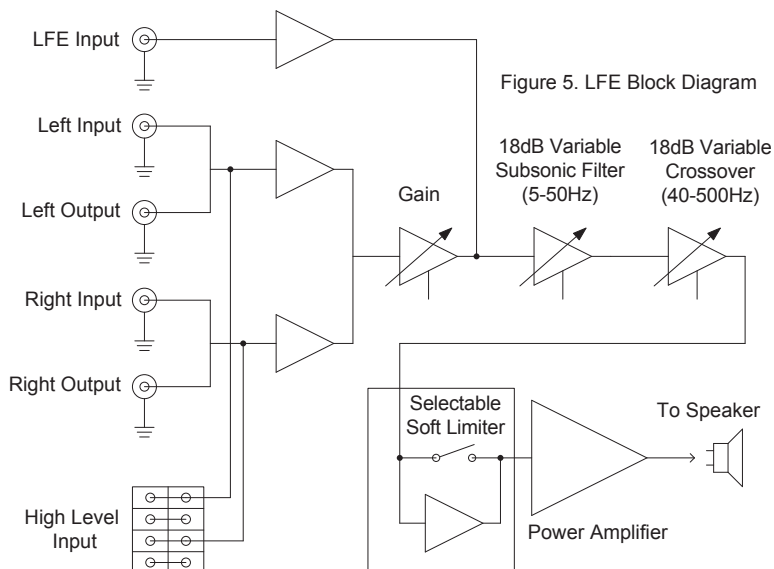 LFE Input
Figure 5. LFE Block Diagram
Left Input
18dB Variable
Subsonic Filter
(5-50Hz)
18dB Variable
Crossover
(40-500Hz)
Gain
Left Output
Right Input
Right Output
Selectable
Soft Limiter
To Speaker
Power Amplifier
High Level
Input